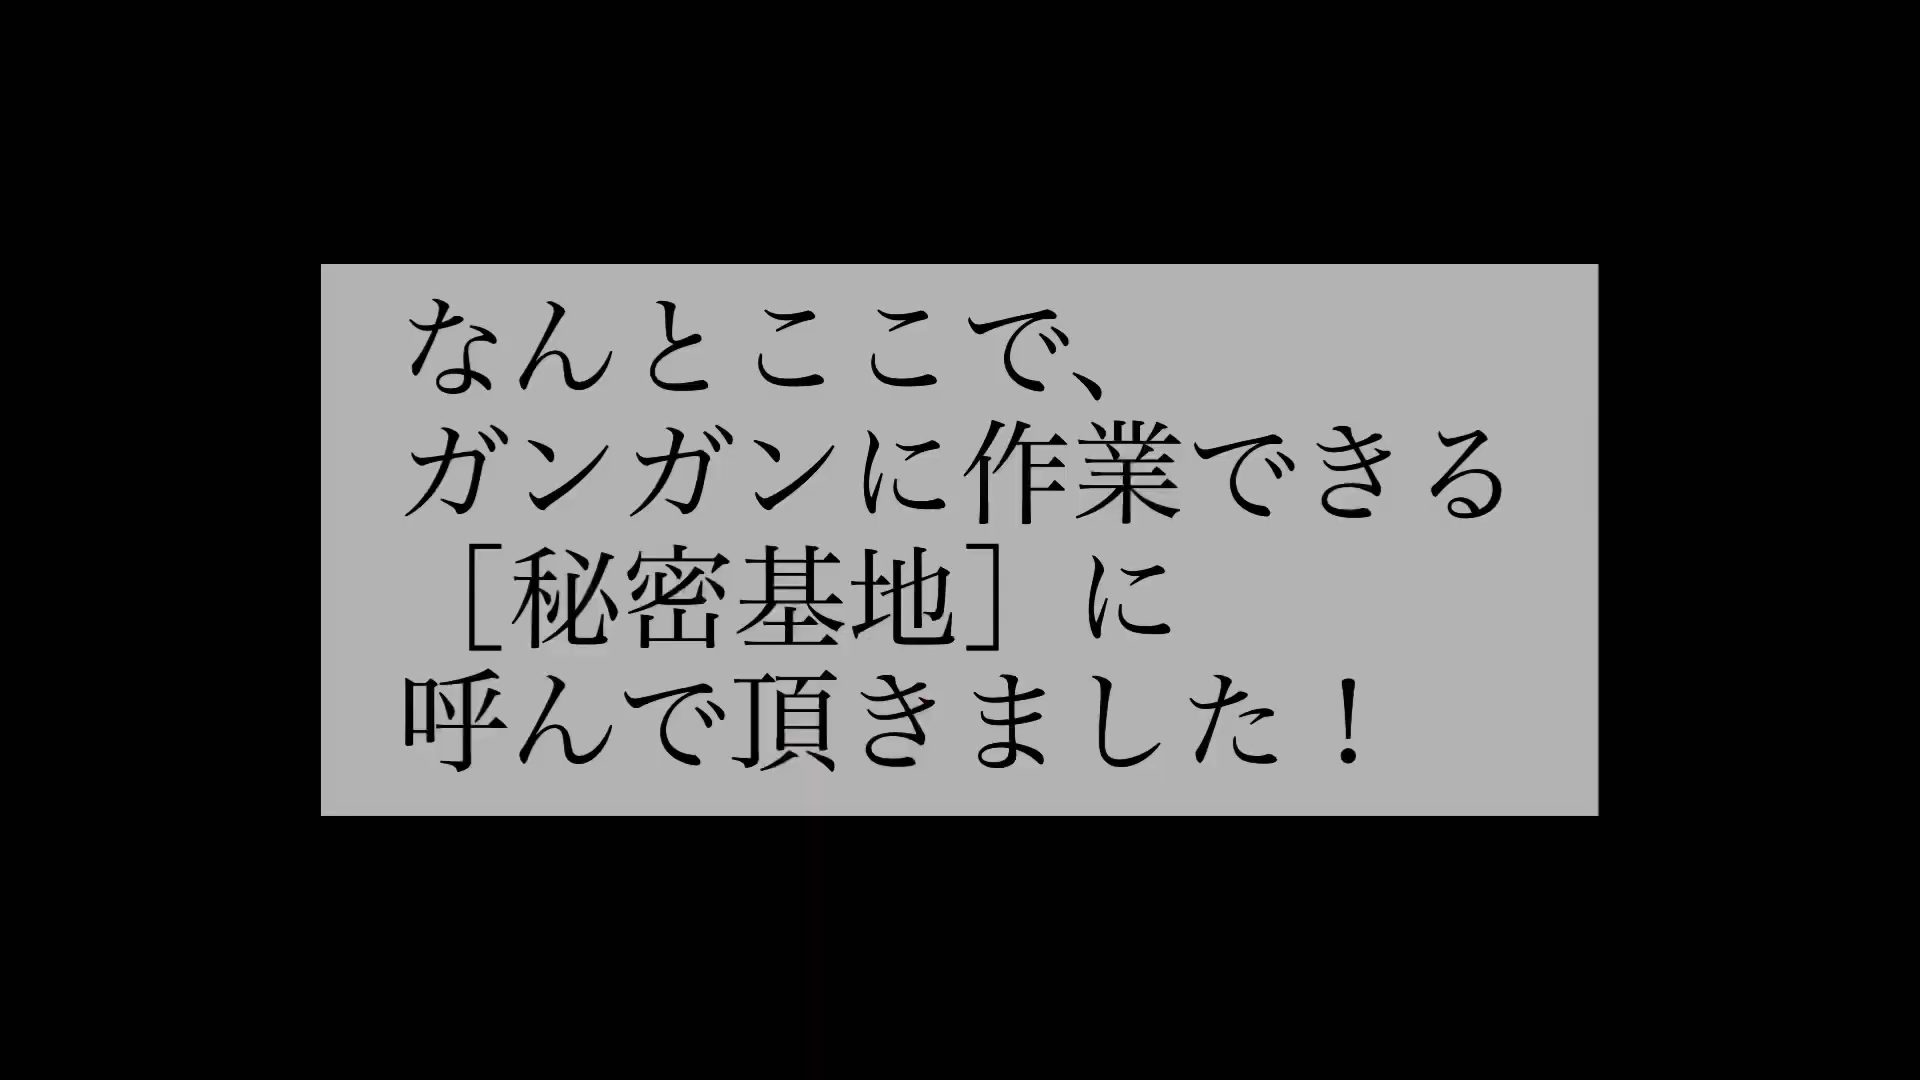 なんとここで、
ガンガンに作業できる
［秘密基地］に
呼んで頂きました！